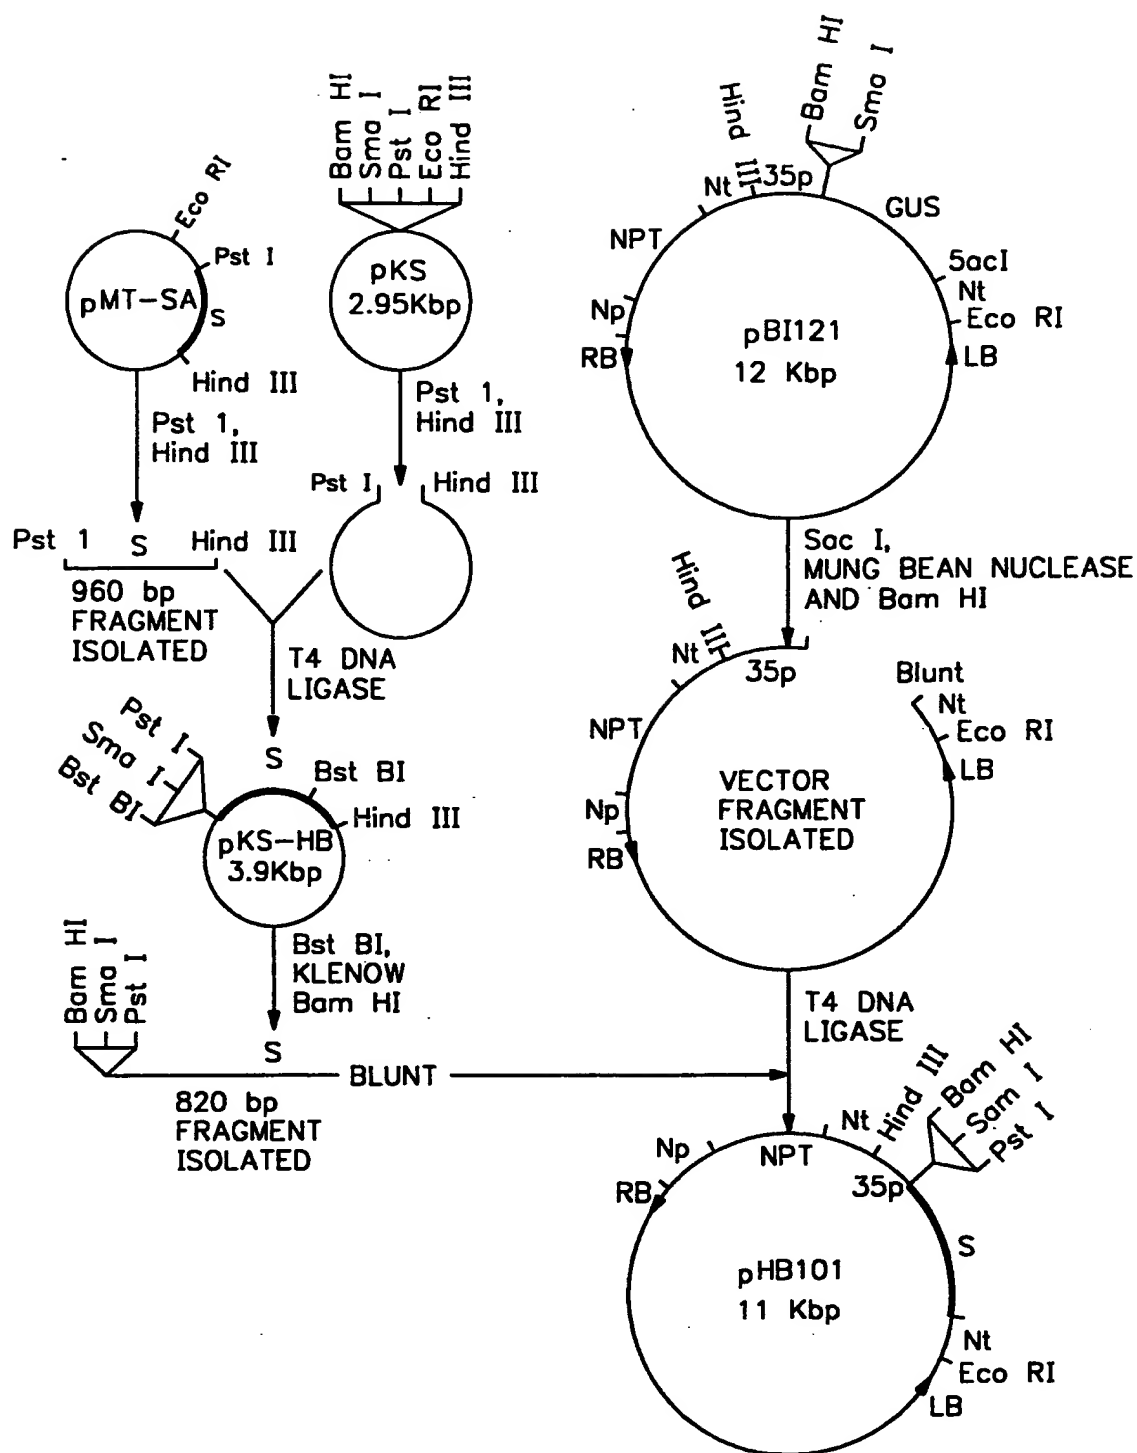 Eco RI
Pst I
pMT-SA
S
Hind III
Pst 1,
Hind III
Pst 1
S
Hind III
960 bp
FRAGMENT
ISOLATED
Bam HI
Sma I
Pst I
Eco RI
Hind III
pKS
2.95Kbp
Pst 1,
Hind III
Pst I
Hind III
T4 DNA
LIGASE
S
Pst I
Sma I
Bst BI
Bst BI
Hind III
pKS-HB
3.9Kbp
Bst BI,
KLENOW
Bam HI
Bam HI
Sma I
Pst I
S
BLUNT
820 bp
FRAGMENT
ISOLATED
Bam HI
Sma I
Hind III
35p
Nt
GUS
NPT
5acI
Nt
Np
Eco RI
RB
LB
pBI121
12 Kbp
Sac I,
MUNG BEAN NUCLEASE
AND Bam HI
Hind III
Nt
35p
Blunt
Nt
NPT
Eco RI
LB
Np
RB
VECTOR
FRAGMENT
ISOLATED
T4 DNA
LIGASE
Hind III
Bam HI
Sam I
Pst I
Nt
Np
NPT
35p
RB
S
pHB101
11 Kbp
Nt
Eco RI
LB